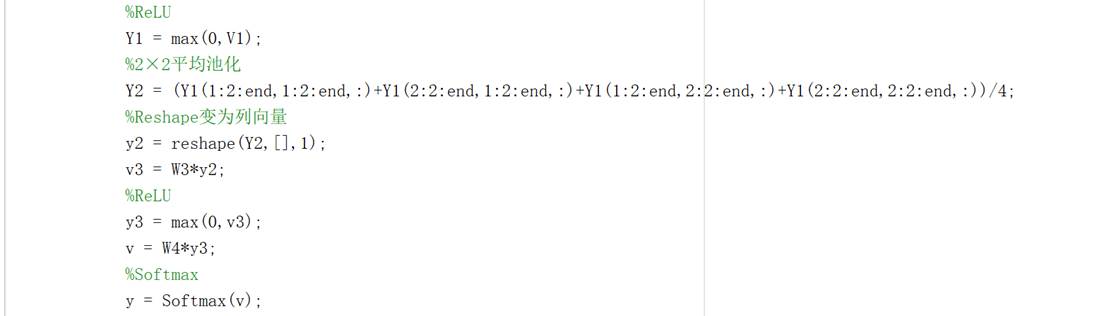 %ReLU
Y1 = max(0,V1);
%2×2平均池化
Y2 = (Y1(1:2:end,1:2:end,:)+Y1(2:2:end,1:2:end,:)+Y1(1:2:end,2:2:end,:)+Y1(2:2:end,2:2:end,:))/4;
%Reshape变为列向量
y2 = reshape(Y2,[],1);
v3 = W3*y2;
%ReLU
y3 = max(0,v3);
v = W4*y3;
%Softmax
y = Softmax(v);